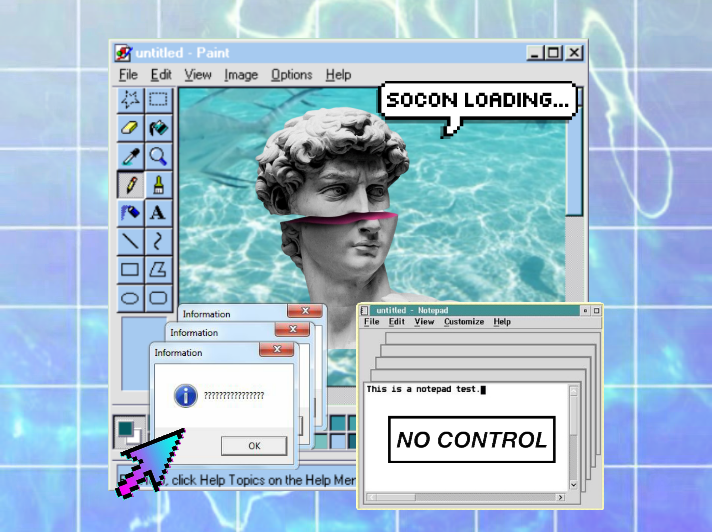 untitled - Paint
File Edit View Image Options Help
SOCON LOADING...
A
Information
Information
Information
????????????????
OK
untitled - Notepad
File Edit View Customize Help
This is a notepad test.
NO CONTROL
, click Help Topics on the Help Men